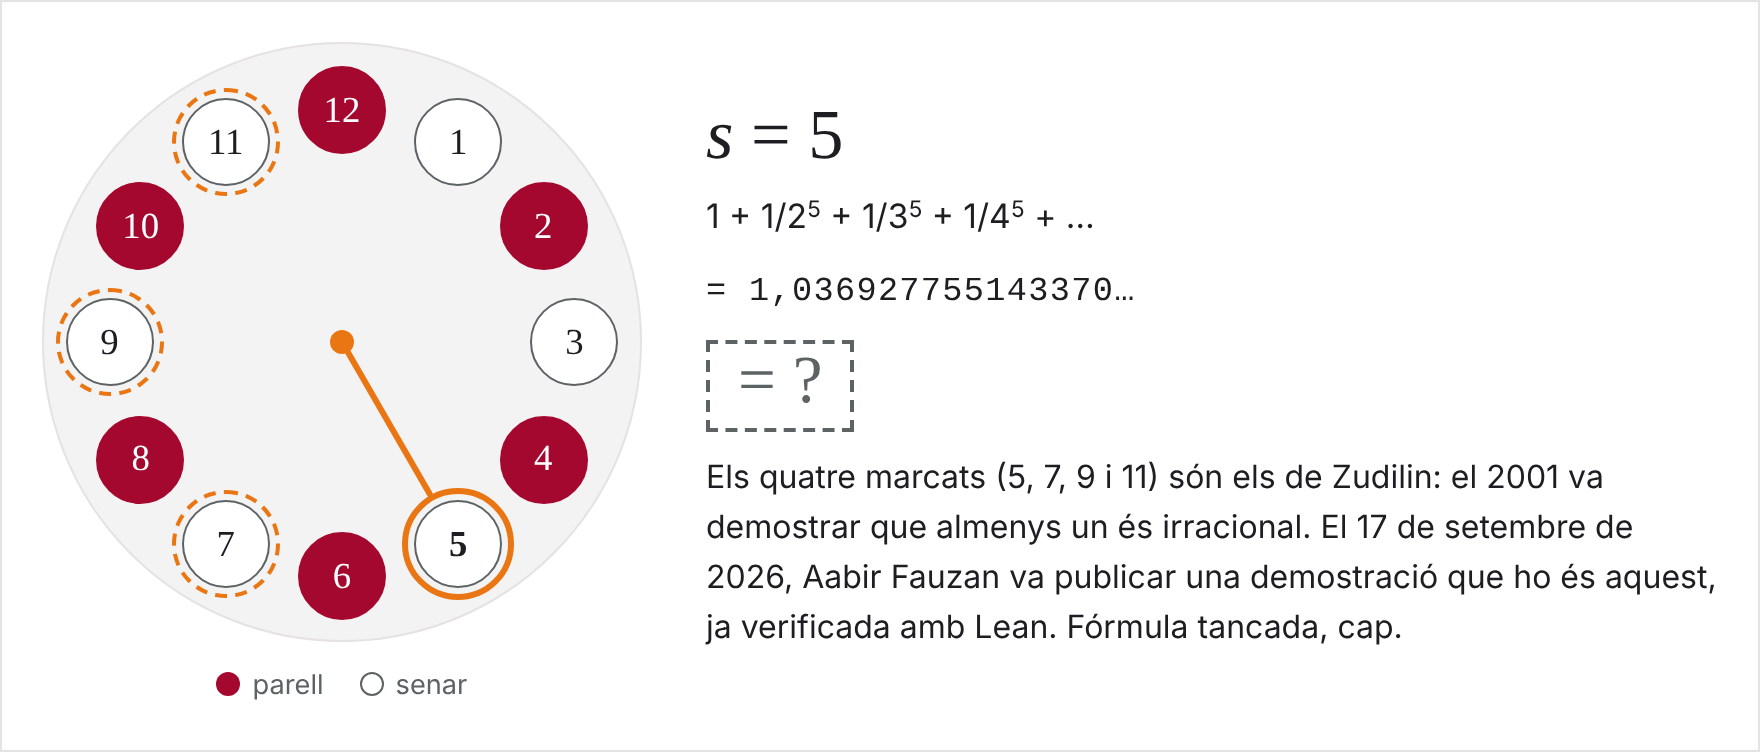 12
11
1
10
2
9
3
8
4
7
5
6
parell
senar
s = 5
1 + 1/2⁵ + 1/3⁵ + 1/4⁵ + ...
= 1,036927755143370…
= ?
Els quatre marcats (5, 7, 9 i 11) són els de Zudilin: el 2001 va
demostrar que almenys un és irracional. El 17 de setembre de
2026, Aabir Fauzan va publicar una demostració que ho és aquest,
ja verificada amb Lean. Fórmula tancada, cap.